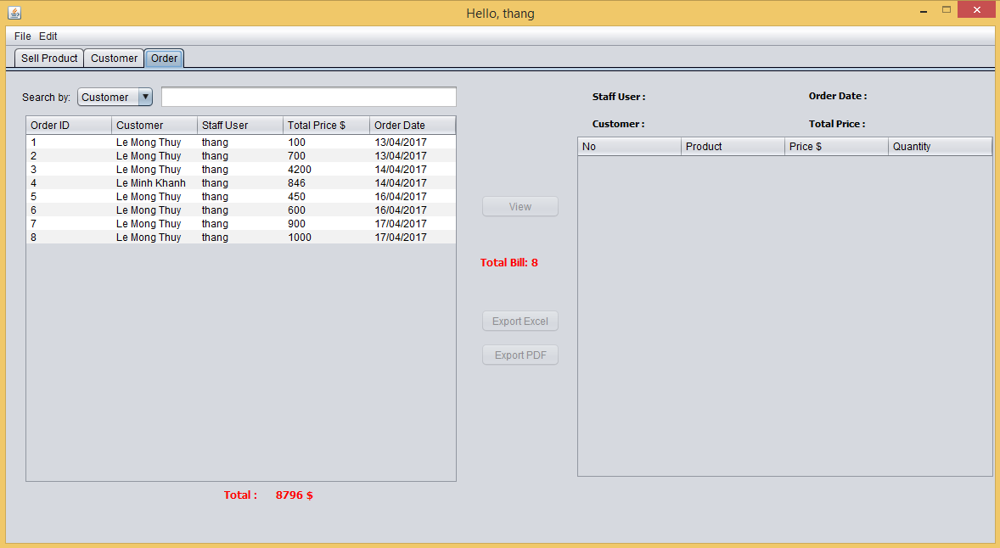 Hello, thang
File Edit
Sell Product Customer Order
Search by: Customer
Order ID Customer Staff User Total Price $ Order Date
1 Le Mong Thuy thang 100 13/04/2017
2 Le Mong Thuy thang 700 13/04/2017
3 Le Mong Thuy thang 4200 14/04/2017
4 Le Minh Khanh thang 846 14/04/2017
5 Le Mong Thuy thang 450 16/04/2017
6 Le Mong Thuy thang 600 16/04/2017
7 Le Mong Thuy thang 900 17/04/2017
8 Le Mong Thuy thang 1000 17/04/2017
Total : 8796 $
View
Total Bill: 8
Export Excel
Export PDF
Staff User : Order Date :
Customer : Total Price :
No Product Price $ Quantity